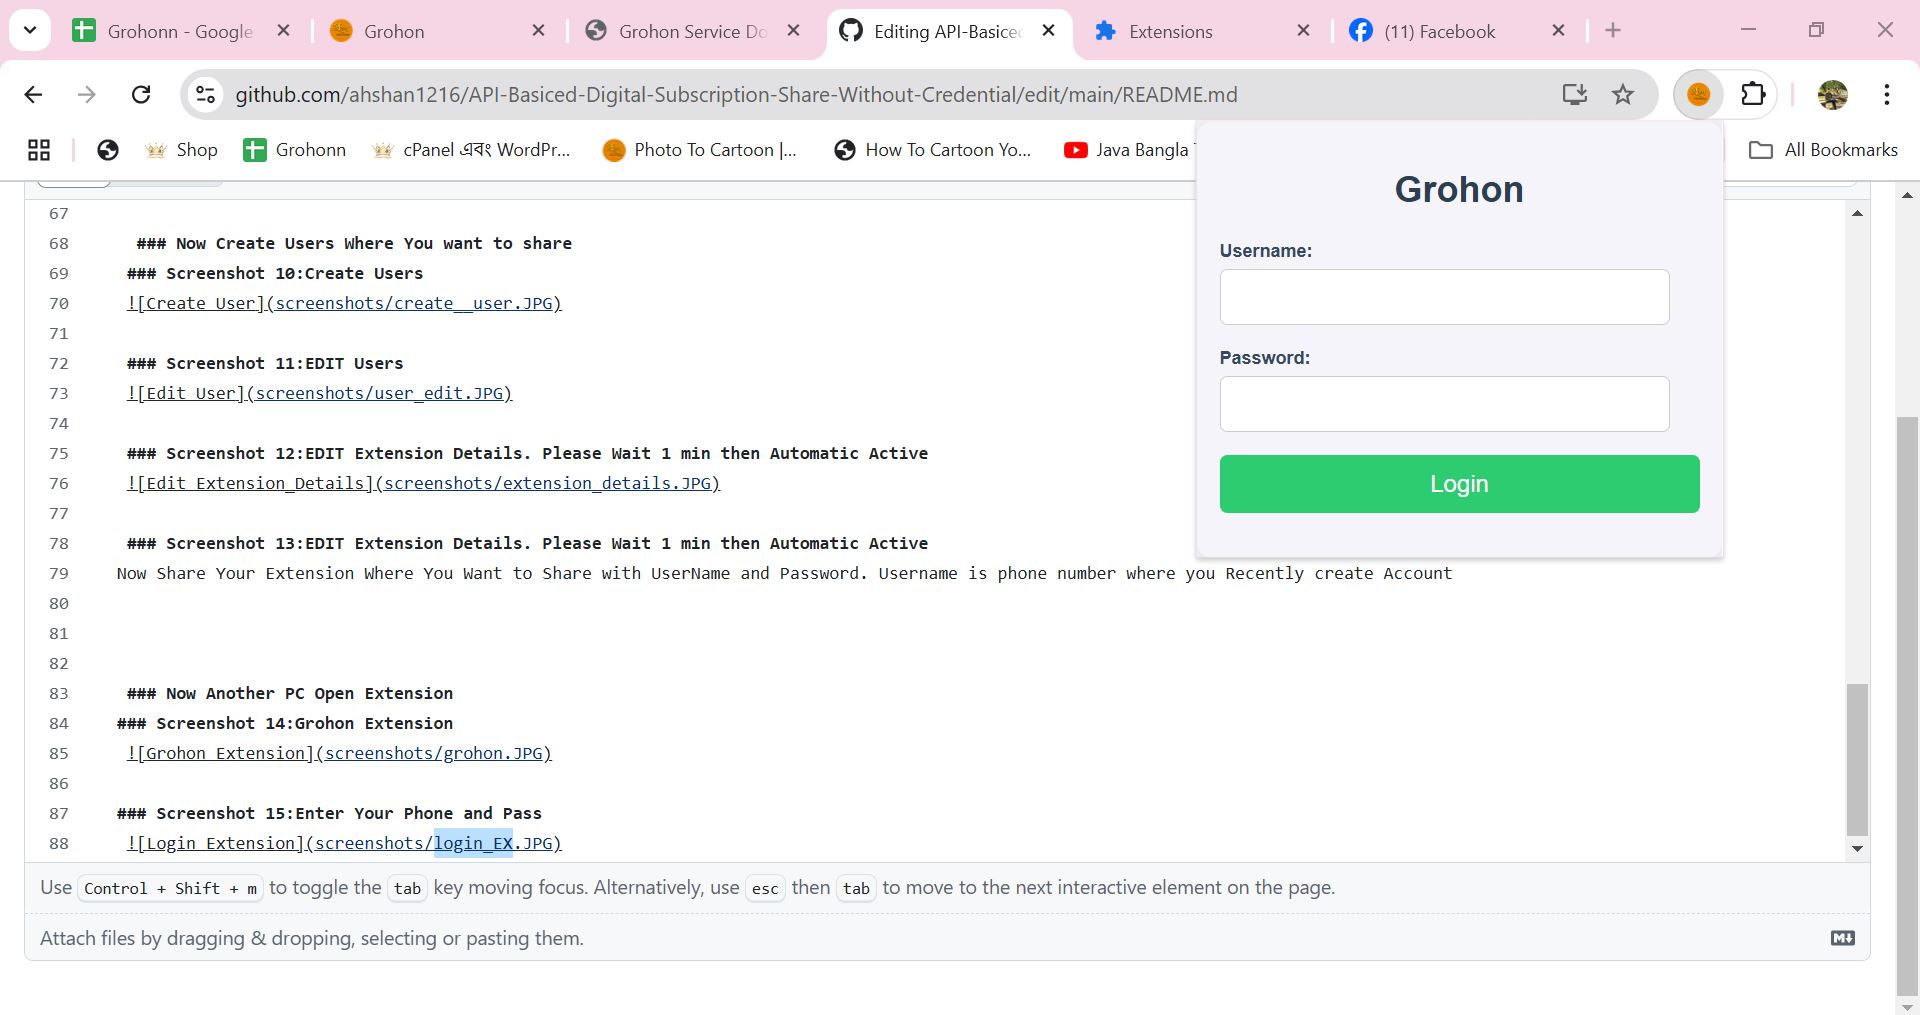 Grohonn - Google
Grohon
Grohon Service Do
Editing API-Basiced
Extensions
(11) Facebook
github.com/ahshan1216/API-Basiced-Digital-Subscription-Share-Without-Credential/edit/main/README.md
Shop
Grohonn
cPanel এবং WordPr...
Photo To Cartoon |...
How To Cartoon Yo...
Java Bangla
All Bookmarks
Grohon
Username:
Password:
Login
67
68 ### Now Create Users Where You want to share
69 ### Screenshot 10:Create Users
70 ![Create User](screenshots/create__user.JPG)
71
72 ### Screenshot 11:EDIT Users
73 ![Edit User](screenshots/user_edit.JPG)
74
75 ### Screenshot 12:EDIT Extension Details. Please Wait 1 min then Automatic Active
76 ![Edit Extension_Details](screenshots/extension_details.JPG)
77
78 ### Screenshot 13:EDIT Extension Details. Please Wait 1 min then Automatic Active
79 Now Share Your Extension Where You Want to Share with UserName and Password. Username is phone number where you Recently create Account
80
81
82
83 ### Now Another PC Open Extension
84 ### Screenshot 14:Grohon Extension
85 ![Grohon Extension](screenshots/grohon.JPG)
86
87 ### Screenshot 15:Enter Your Phone and Pass
88 ![Login Extension](screenshots/login_EX.JPG)
Use Control + Shift + m to toggle the tab key moving focus. Alternatively, use esc then tab to move to the next interactive element on the page.
Attach files by dragging & dropping, selecting or pasting them.